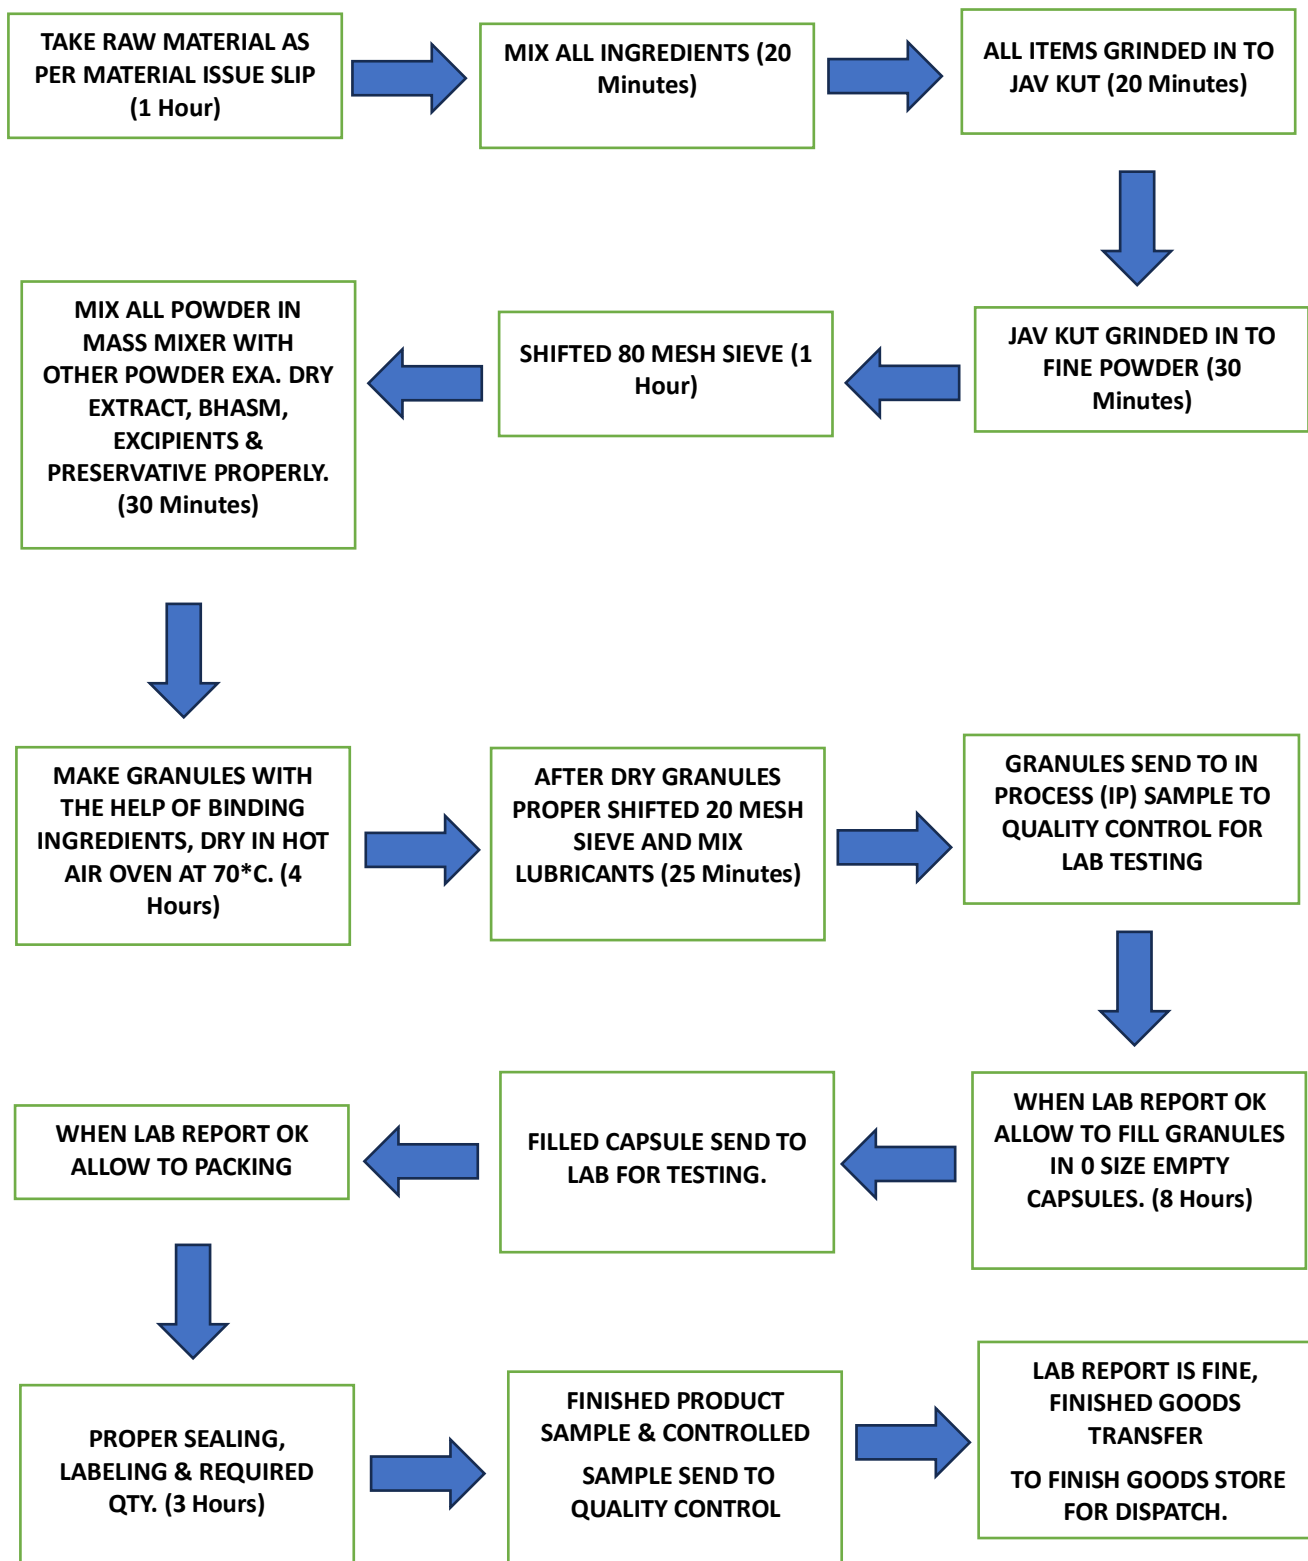 TAKE RAW MATERIAL AS
PER MATERIAL ISSUE SLIP
(1 Hour)
MIX ALL INGREDIENTS (20
Minutes)
ALL ITEMS GRINDED IN TO
JAV KUT (20 Minutes)
JAV KUT GRINDED IN TO
FINE POWDER (30
Minutes)
SHIFTED 80 MESH SIEVE (1
Hour)
MIX ALL POWDER IN
MASS MIXER WITH
OTHER POWDER EXA. DRY
EXTRACT, BHASM,
EXCIPIENTS &
PRESERVATIVE PROPERLY.
(30 Minutes)
MAKE GRANULES WITH
THE HELP OF BINDING
INGREDIENTS, DRY IN HOT
AIR OVEN AT 70*C. (4
Hours)
AFTER DRY GRANULES
PROPER SHIFTED 20 MESH
SIEVE AND MIX
LUBRICANTS (25 Minutes)
GRANULES SEND TO IN
PROCESS (IP) SAMPLE TO
QUALITY CONTROL FOR
LAB TESTING
WHEN LAB REPORT OK
ALLOW TO FILL GRANULES
IN 0 SIZE EMPTY
CAPSULES. (8 Hours)
FILLED CAPSULE SEND TO
LAB FOR TESTING.
WHEN LAB REPORT OK
ALLOW TO PACKING
PROPER SEALING,
LABELING & REQUIRED
QTY. (3 Hours)
FINISHED PRODUCT
SAMPLE & CONTROLLED
SAMPLE SEND TO
QUALITY CONTROL
LAB REPORT IS FINE,
FINISHED GOODS
TRANSFER
TO FINISH GOODS STORE
FOR DISPATCH.